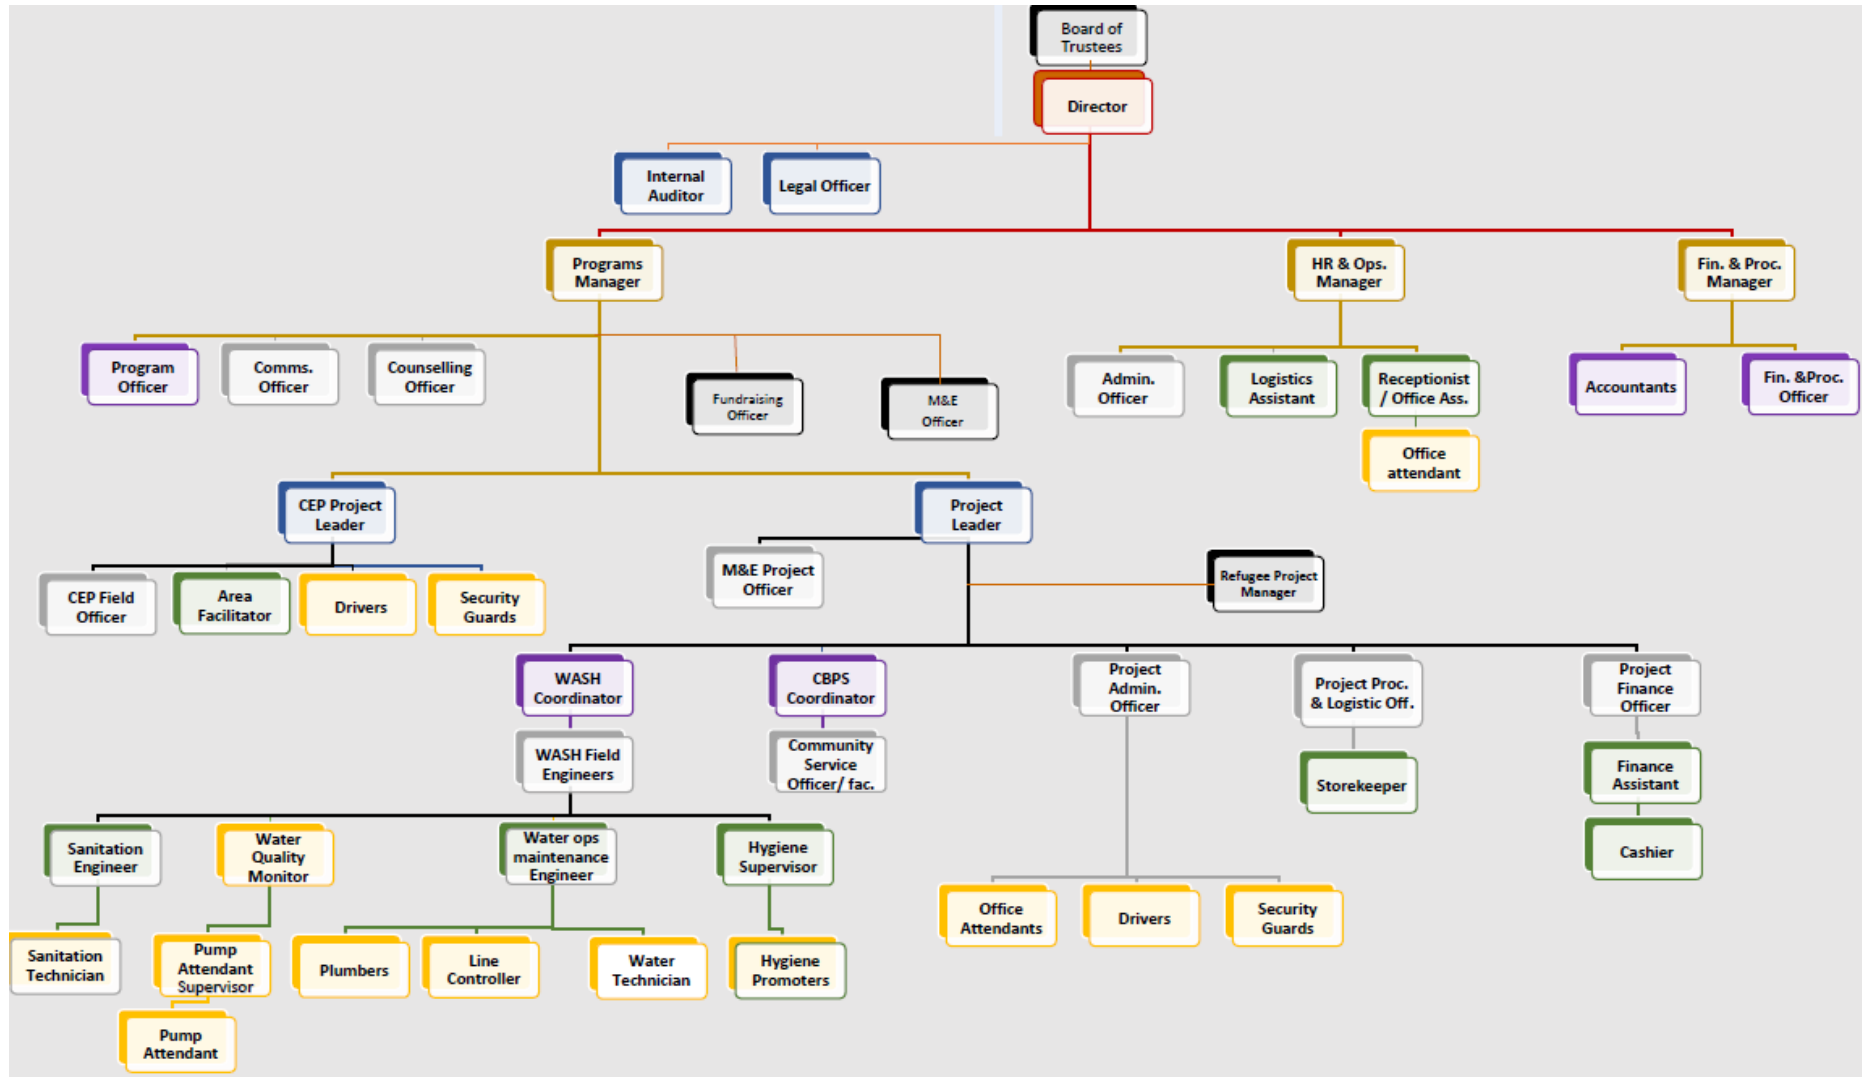 Board of
Trustees
Director
Internal
Auditor
Legal Officer
Programs
Manager
HR & Ops.
Manager
Fin. & Proc.
Manager
Program
Officer
Comms.
Officer
Counselling
Officer
Fundraising
Officer
M&E
Officer
Admin.
Officer
Logistics
Assistant
Receptionist
/ Office Ass.
Accountants
Fin. &Proc.
Officer
Office
attendant
CEP Project
Leader
Project
Leader
CEP Field
Officer
Area
Facilitator
Drivers
Security
Guards
M&E Project
Officer
Refugee Project
Manager
WASH
Coordinator
CBPS
Coordinator
Project
Admin.
Officer
Project Proc.
& Logistic Off.
Project
Finance
Officer
WASH Field
Engineers
Community
Service
Officer/ fac.
Storekeeper
Finance
Assistant
Cashier
Sanitation
Engineer
Water
Quality
Monitor
Water ops
maintenance
Engineer
Hygiene
Supervisor
Office
Attendants
Drivers
Security
Guards
Sanitation
Technician
Pump
Attendant
Supervisor
Plumbers
Line
Controller
Water
Technician
Hygiene
Promoters
Pump
Attendant